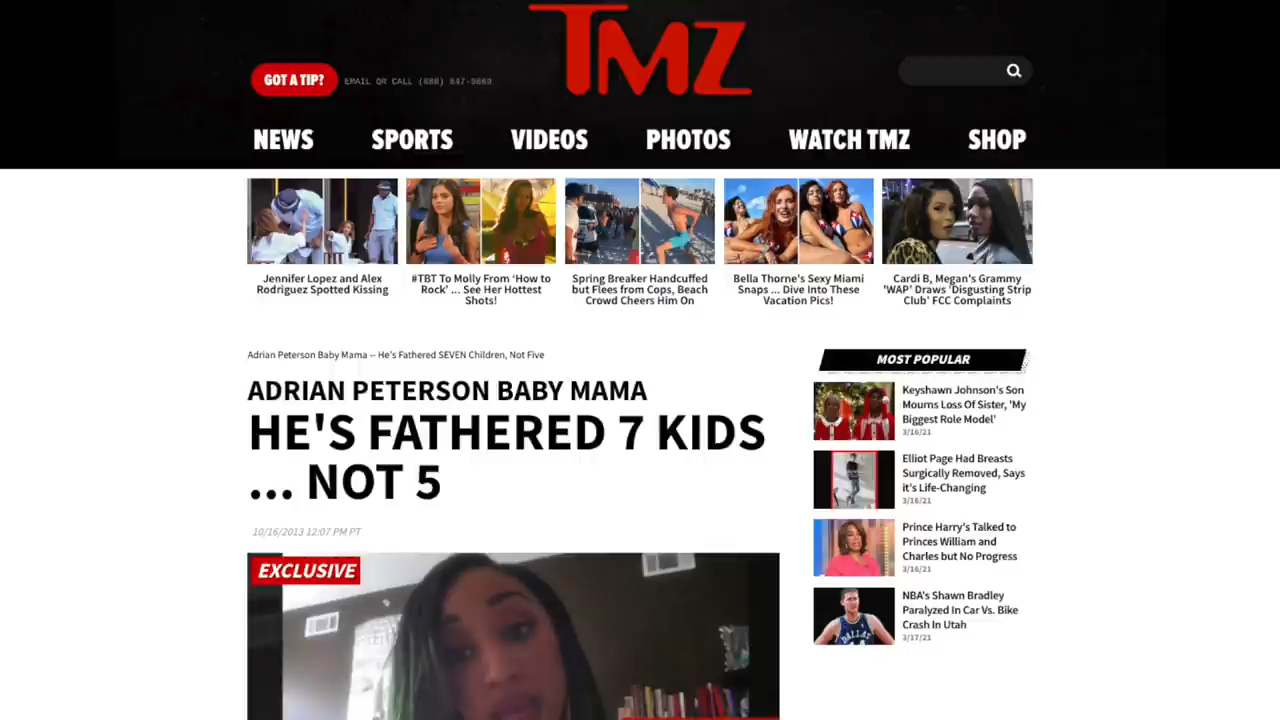 TMZ
GOT A TIP?
EMAIL OR CALL (888) 847-9869
NEWS
SPORTS
VIDEOS
PHOTOS
WATCH TMZ
SHOP
Jennifer Lopez and Alex
Rodriguez Spotted Kissing
#TBT To Molly From 'How to
Rock' ... See Her Hottest
Shots!
Spring Breaker Handcuffed
but Flees from Cops, Beach
Crowd Cheers Him On
Bella Thorne's Sexy Miami
Snaps ... Dive Into These
Vacation Pics!
Cardi B, Megan's Grammy
'WAP' Draws 'Disgusting Strip
Club' FCC Complaints
Adrian Peterson Baby Mama -- He's Fathered SEVEN Children, Not Five
ADRIAN PETERSON BABY MAMA
HE'S FATHERED 7 KIDS
... NOT 5
10/16/2013 12:07 PM PT
EXCLUSIVE
MOST POPULAR
Keyshawn Johnson's Son
Mourns Loss Of Sister, 'My
Biggest Role Model'
3/16/21
Elliot Page Had Breasts
Surgically Removed, Says
it's Life-Changing
3/16/21
Prince Harry's Talked to
Princes William and
Charles but No Progress
3/16/21
NBA's Shawn Bradley
Paralyzed In Car Vs. Bike
Crash In Utah
3/17/21
DALLAS